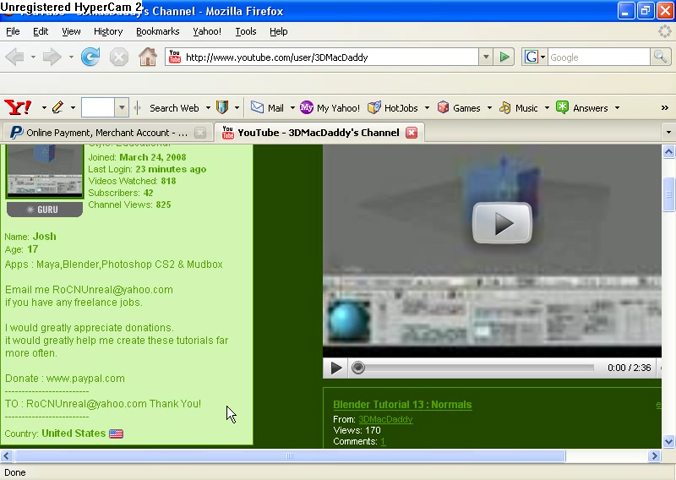 Unregistered HyperCam 2
YouTube - 3DMacDaddy's Channel - Mozilla Firefox
File Edit View History Bookmarks Yahoo! Tools Help
http://www.youtube.com/user/3DMacDaddy
Google
Search Web Mail My Yahoo! HotJobs Games Music Answers »
Online Payment, Merchant Account - ... YouTube - 3DMacDaddy's Channel
Style: Educational
Joined: March 24, 2008
Last Login: 23 minutes ago
Videos Watched: 818
Subscribers: 42
Channel Views: 825
GURU
Name: Josh
Age: 17
Apps : Maya,Blender,Photoshop CS2 & Mudbox
Email me RoCNUnreal@yahoo.com
if you have any freelance jobs.
I would greatly appreciate donations.
it would greatly help me create these tutorials far
more often.
Donate : www.paypal.com
-------------------------
TO : RoCNUnreal@yahoo.com Thank You!
-------------------------
Country: United States
0:00 / 2:36
Blender Tutorial 13 : Normals
From: 3DMacDaddy
Views: 170
Comments: 1
Done